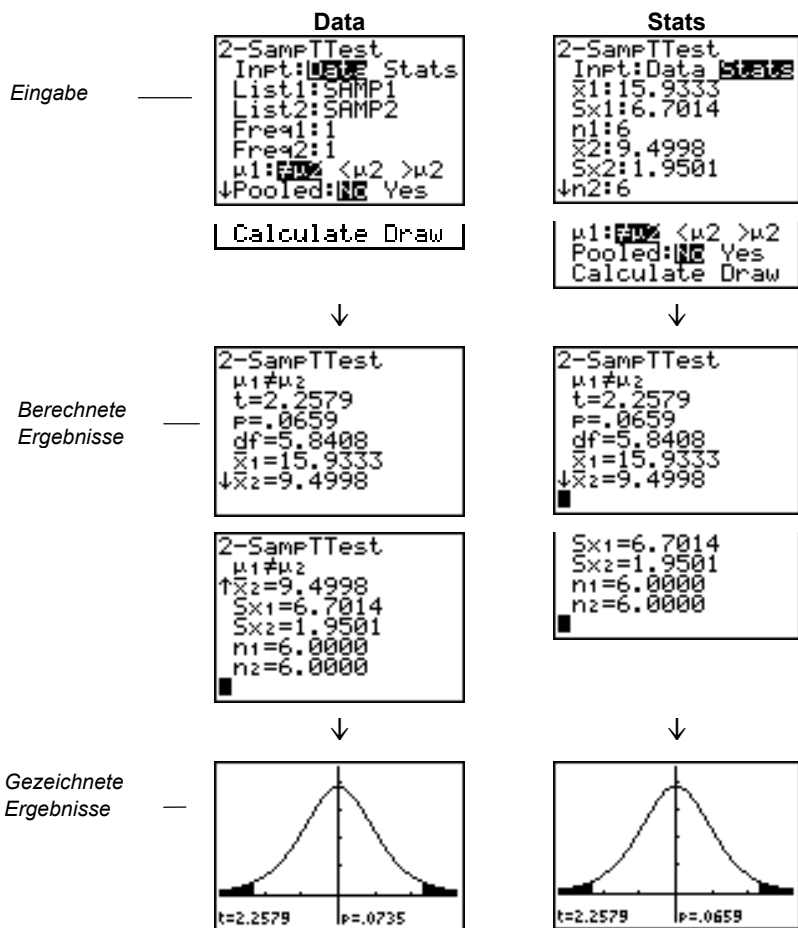 Data
Stats
Eingabe
2-SampTTest
Inpt:Data Stats
List1:SAMP1
List2:SAMP2
Freq1:1
Freq2:1
μ1:≠μ2 <μ2 >μ2
↓Pooled:No Yes
Calculate Draw
2-SampTTest
Inpt:Data Stats
x̄1:15.9333
Sx1:6.7014
n1:6
x̄2:9.4998
Sx2:1.9501
↓n2:6
μ1:≠μ2 <μ2 >μ2
Pooled:No Yes
Calculate Draw
↓
↓
Berechnete
Ergebnisse
2-SampTTest
μ1≠μ2
t=2.2579
p=.0659
df=5.8408
x̄1=15.9333
↓x̄2=9.4998
2-SampTTest
μ1≠μ2
t=2.2579
p=.0659
df=5.8408
x̄1=15.9333
↓x̄2=9.4998
2-SampTTest
μ1≠μ2
↑x̄2=9.4998
Sx1=6.7014
Sx2=1.9501
n1=6.0000
n2=6.0000
Sx1=6.7014
Sx2=1.9501
n1=6.0000
n2=6.0000
↓
↓
Gezeichnete
Ergebnisse
t=2.2579 p=.0735
t=2.2579 p=.0659